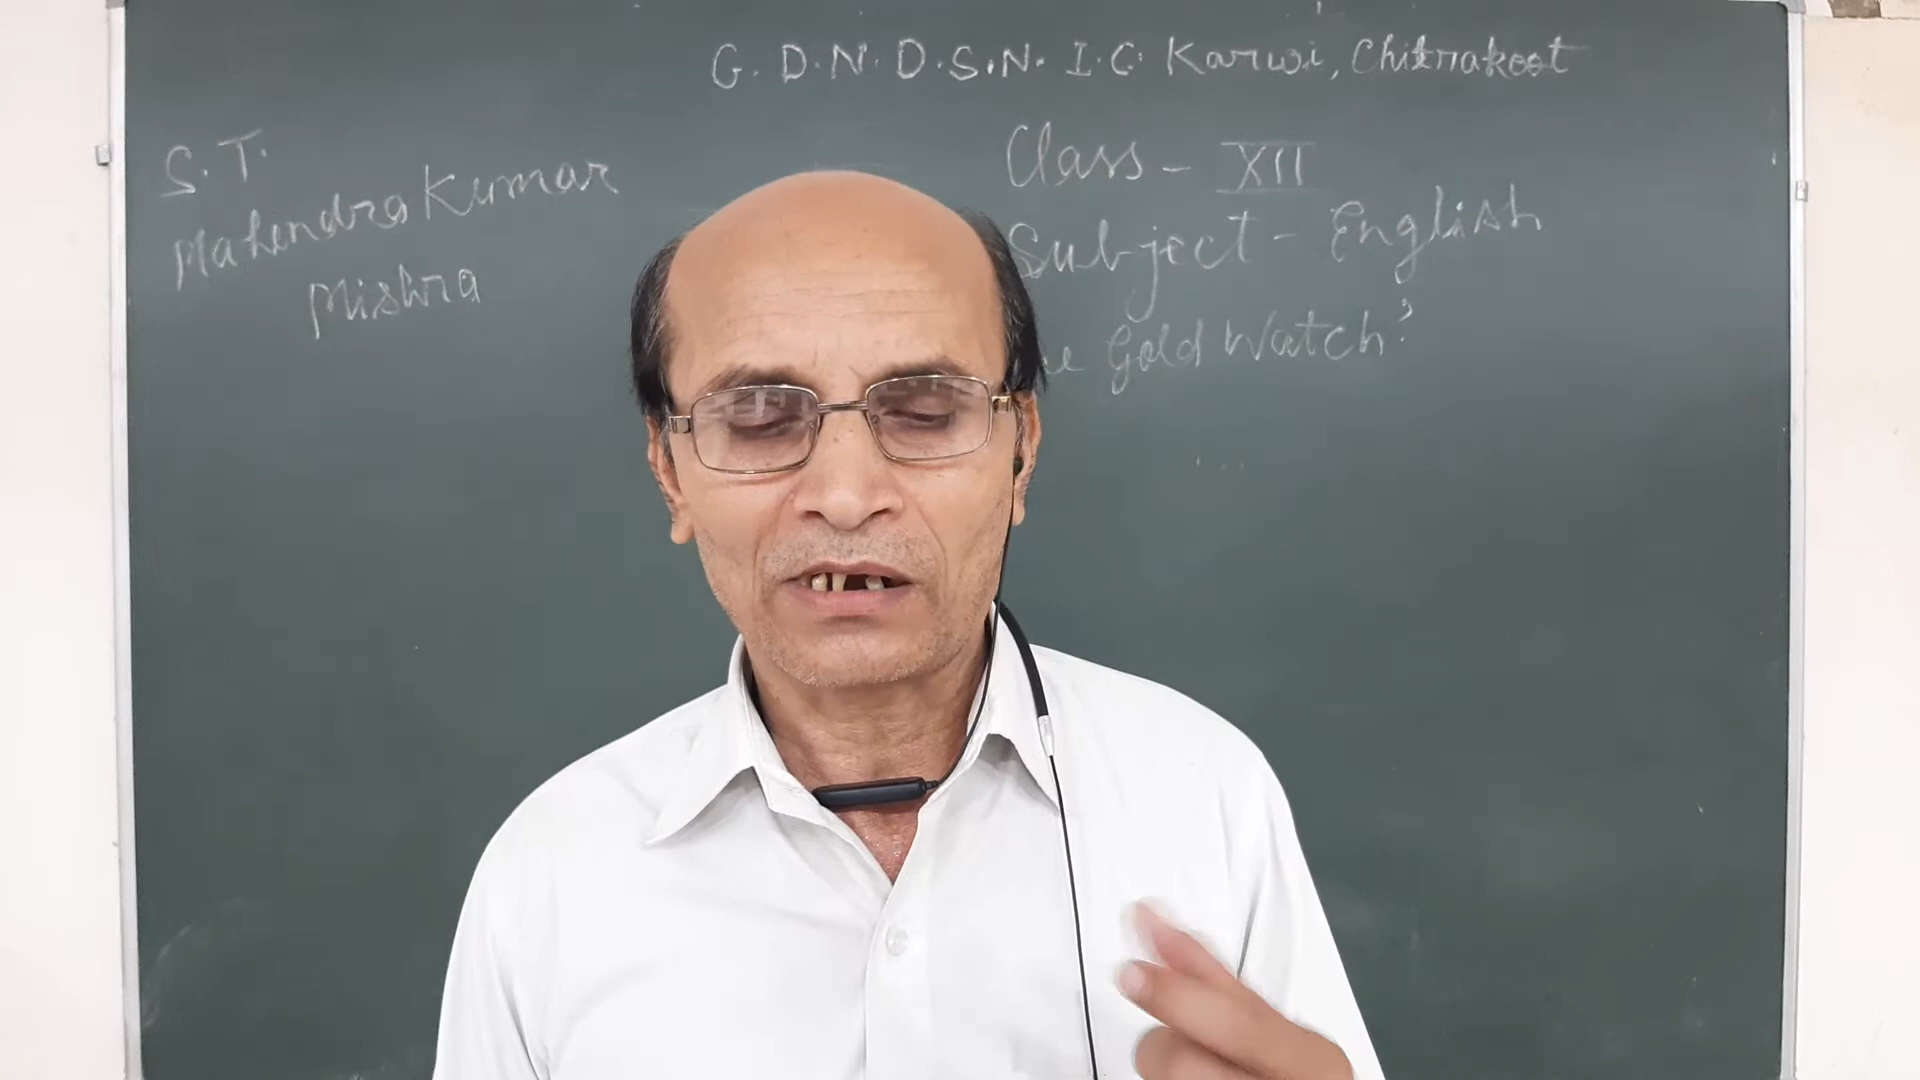 G. D. N. D. S. N. I. C. Karwi, Chitrakoot
S. T.
Mahendra Kumar
Mishra
Class - XII
Subject - English
Gold Watch'